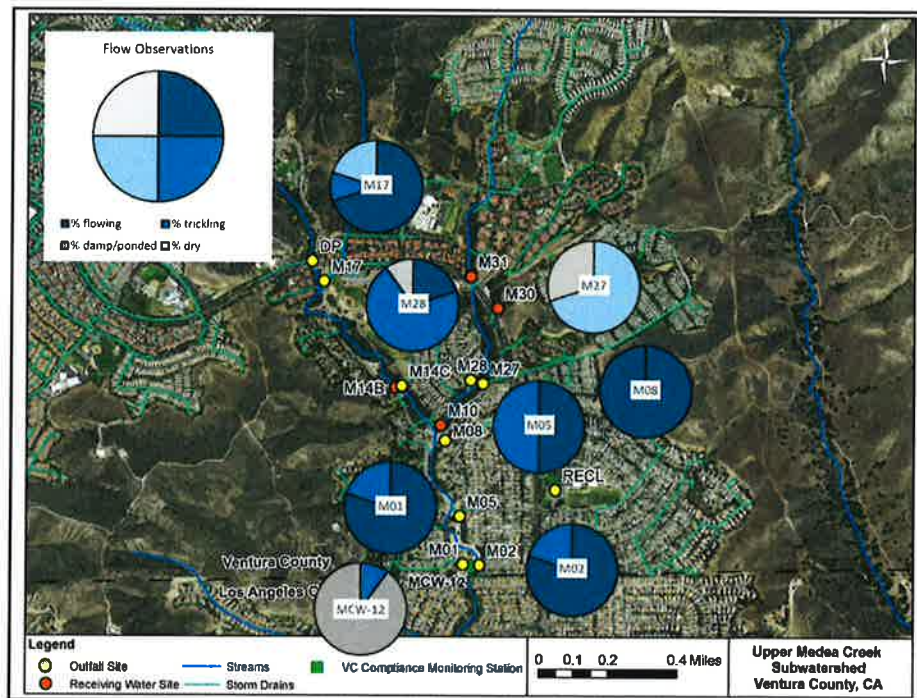 Flow Observations
% flowing
% trickling
% damp/ponded
% dry
M17
DP
M17
M31
M27
M28
M30
M28
M27
M14C
M14B
M08
M10
M05
M08
RECL
M01
M05
M01
M02
Ventura County
MCW-12
M02
Los Angeles C
MCW-12
Legend
Outfall Site
Streams
VC Compliance Monitoring Station
Receiving Water Site
Storm Drains
0 0.1 0.2 0.4 Miles
Upper Medea Creek
Subwatershed
Ventura County, CA